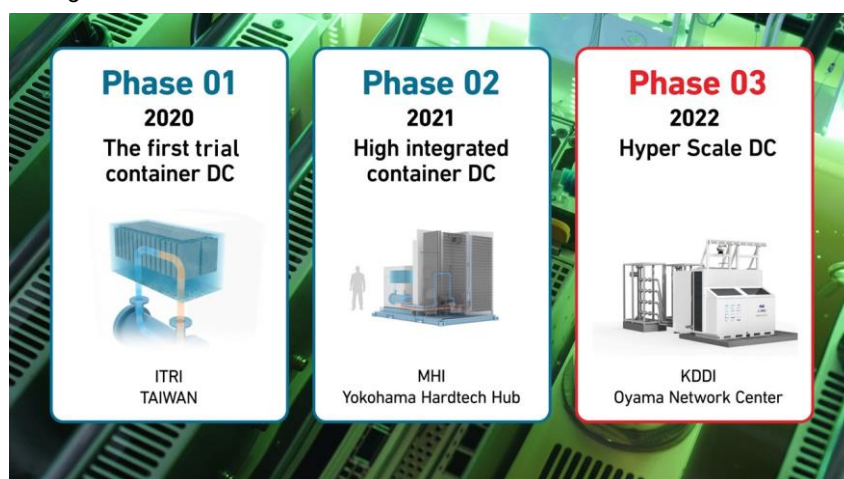 Phase 01
2020
The first trial
container DC
ITRI
TAIWAN
Phase 02
2021
High integrated
container DC
MHI
Yokohama Hardtech Hub
Phase 03
2022
Hyper Scale DC
KDDI
Oyama Network Center